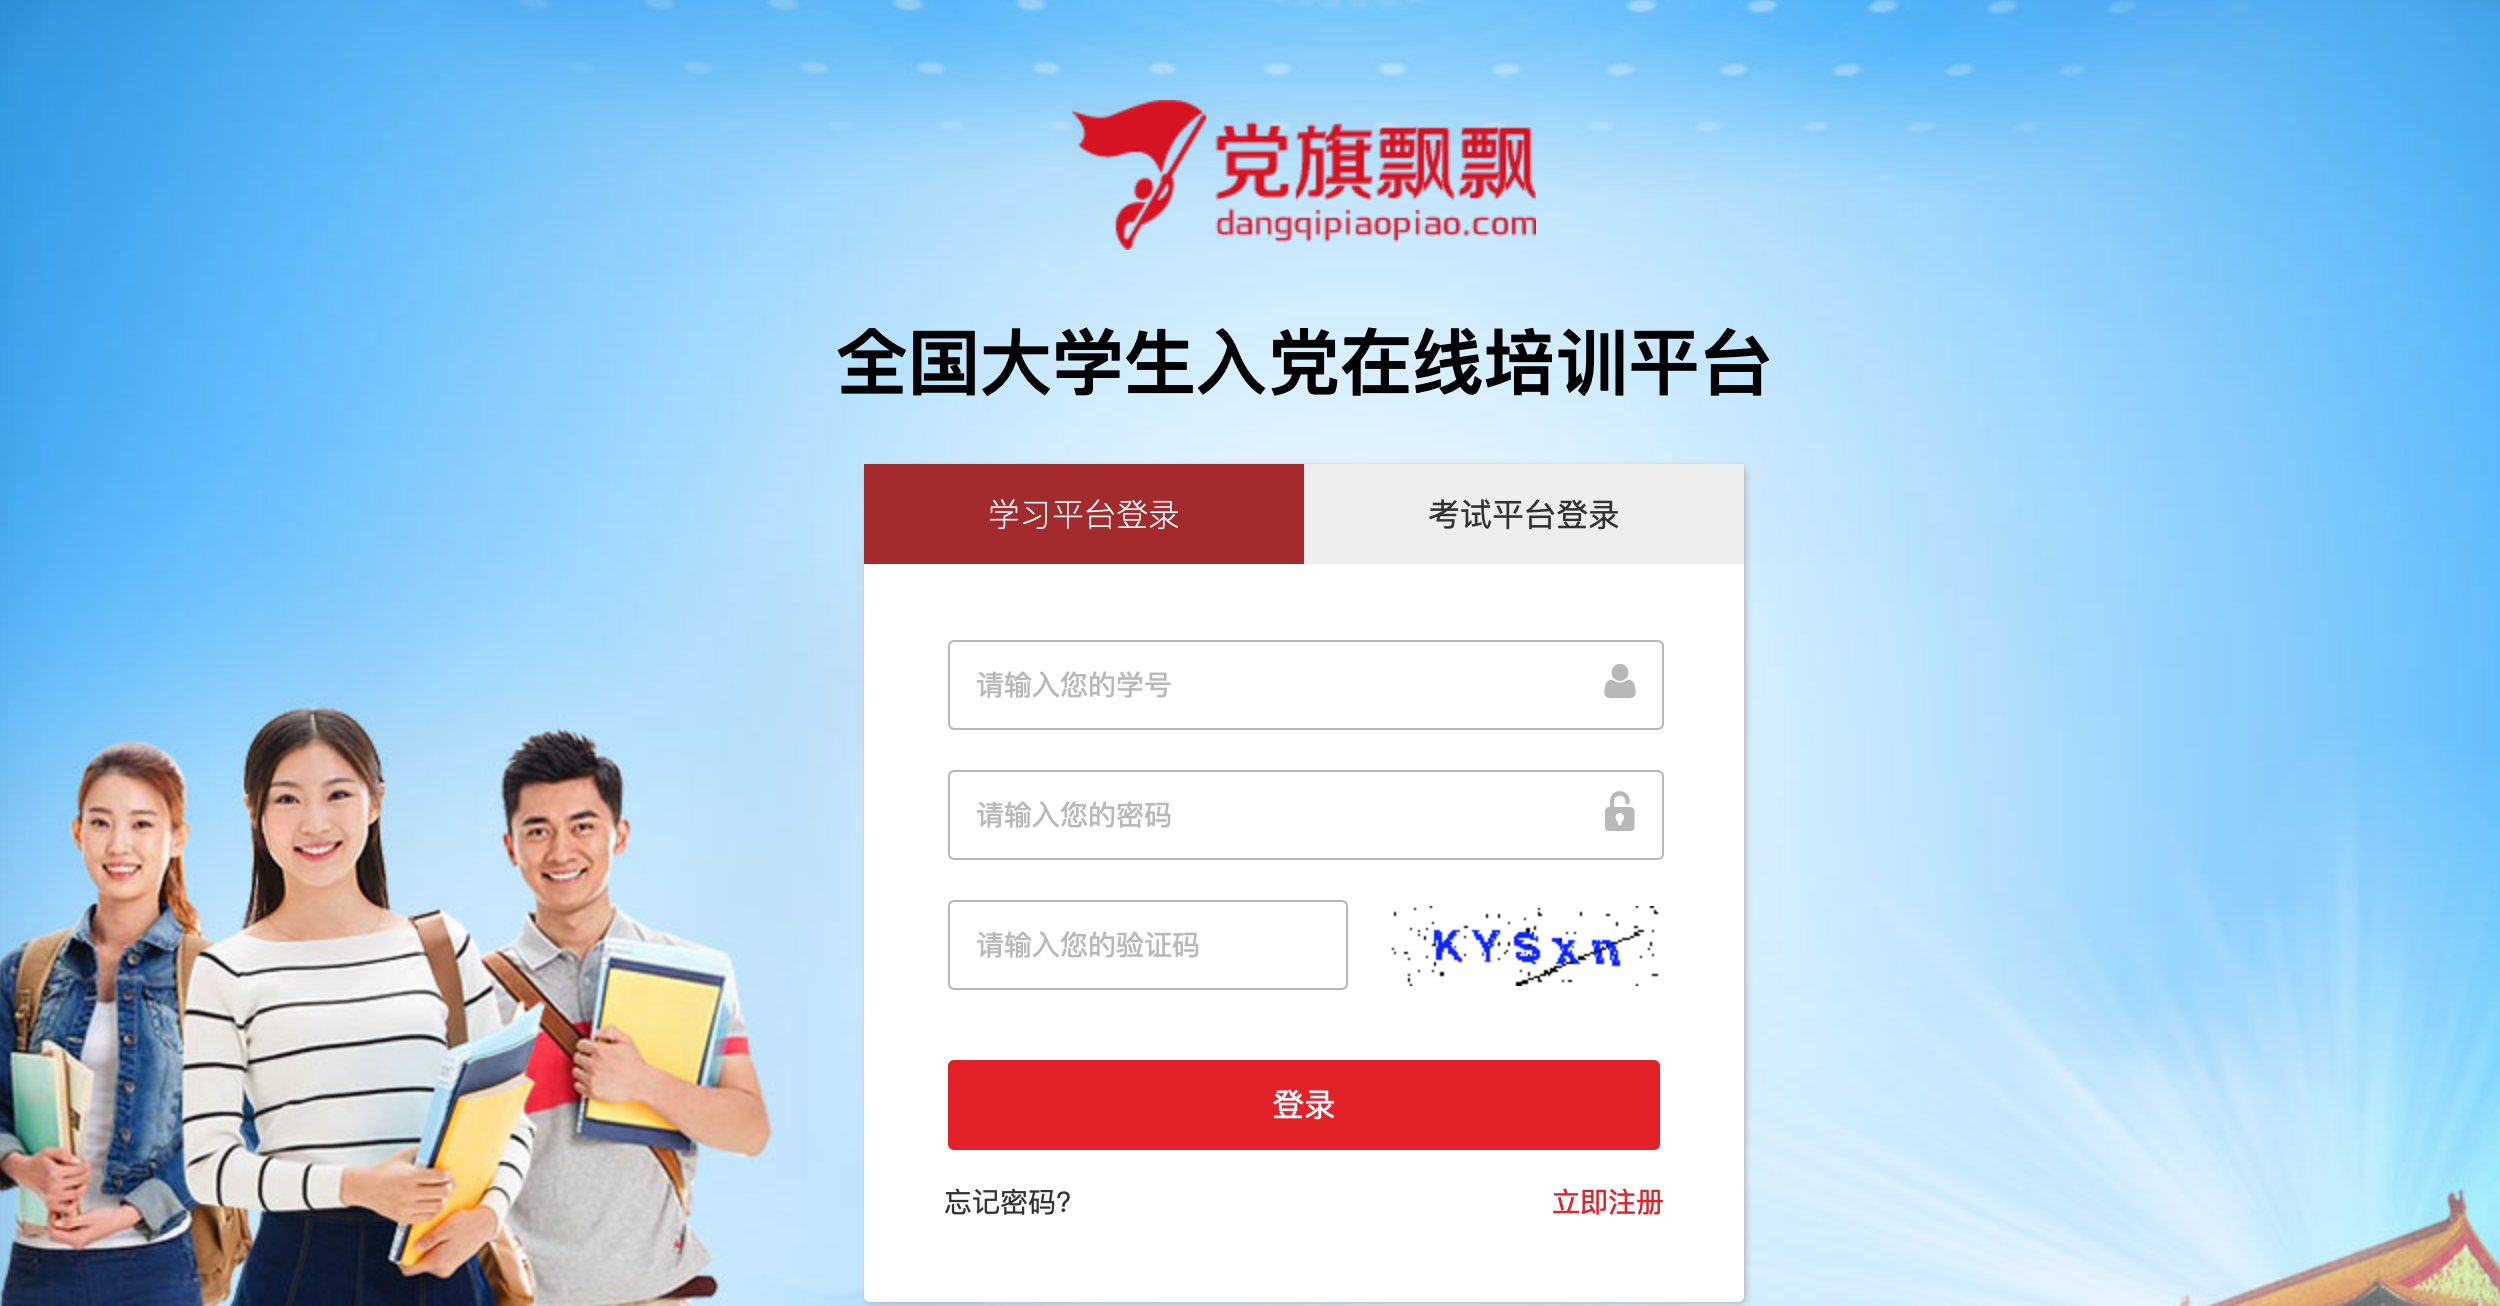 党旗飘飘
dangqipiaopiao.com
全国大学生入党在线培训平台
学习平台登录 考试平台登录
请输入您的学号
请输入您的密码
请输入您的验证码 KYSxn
登录
忘记密码? 立即注册